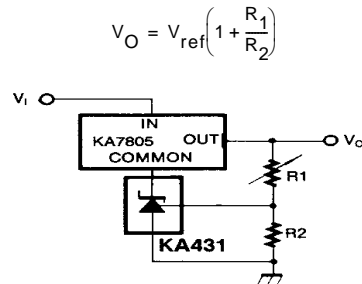 V_O = V_ref(1 + R_1/R_2)
V_I
IN
KA7805 OUT
COMMON
V_O
R1
R2
KA431